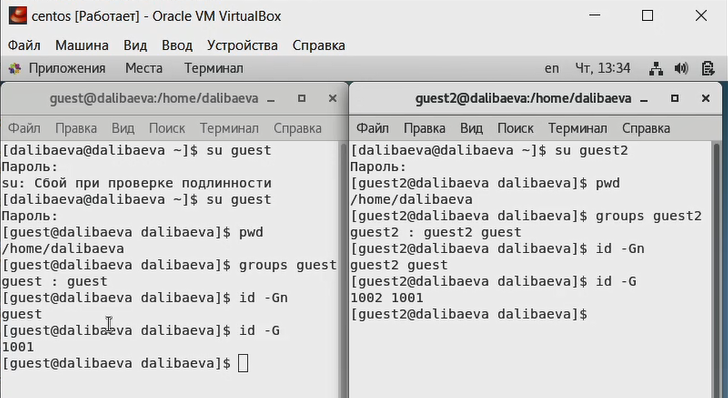 centos [Работает] - Oracle VM VirtualBox
Файл Машина Вид Ввод Устройства Справка
Приложения Места Терминал en Чт, 13:34
guest@dalibaeva:/home/dalibaeva
Файл Правка Вид Поиск Терминал Справка
[dalibaeva@dalibaeva ~]$ su guest
Пароль:
su: Сбой при проверке подлинности
[dalibaeva@dalibaeva ~]$ su guest
Пароль:
[guest@dalibaeva dalibaeva]$ pwd
/home/dalibaeva
[guest@dalibaeva dalibaeva]$ groups guest
guest : guest
[guest@dalibaeva dalibaeva]$ id -Gn
guest
[guest@dalibaeva dalibaeva]$ id -G
1001
[guest@dalibaeva dalibaeva]$
guest2@dalibaeva:/home/dalibaeva
Файл Правка Вид Поиск Терминал Справка
[dalibaeva@dalibaeva ~]$ su guest2
Пароль:
[guest2@dalibaeva dalibaeva]$ pwd
/home/dalibaeva
[guest2@dalibaeva dalibaeva]$ groups guest2
guest2 : guest2 guest
[guest2@dalibaeva dalibaeva]$ id -Gn
guest2 guest
[guest2@dalibaeva dalibaeva]$ id -G
1002 1001
[guest2@dalibaeva dalibaeva]$